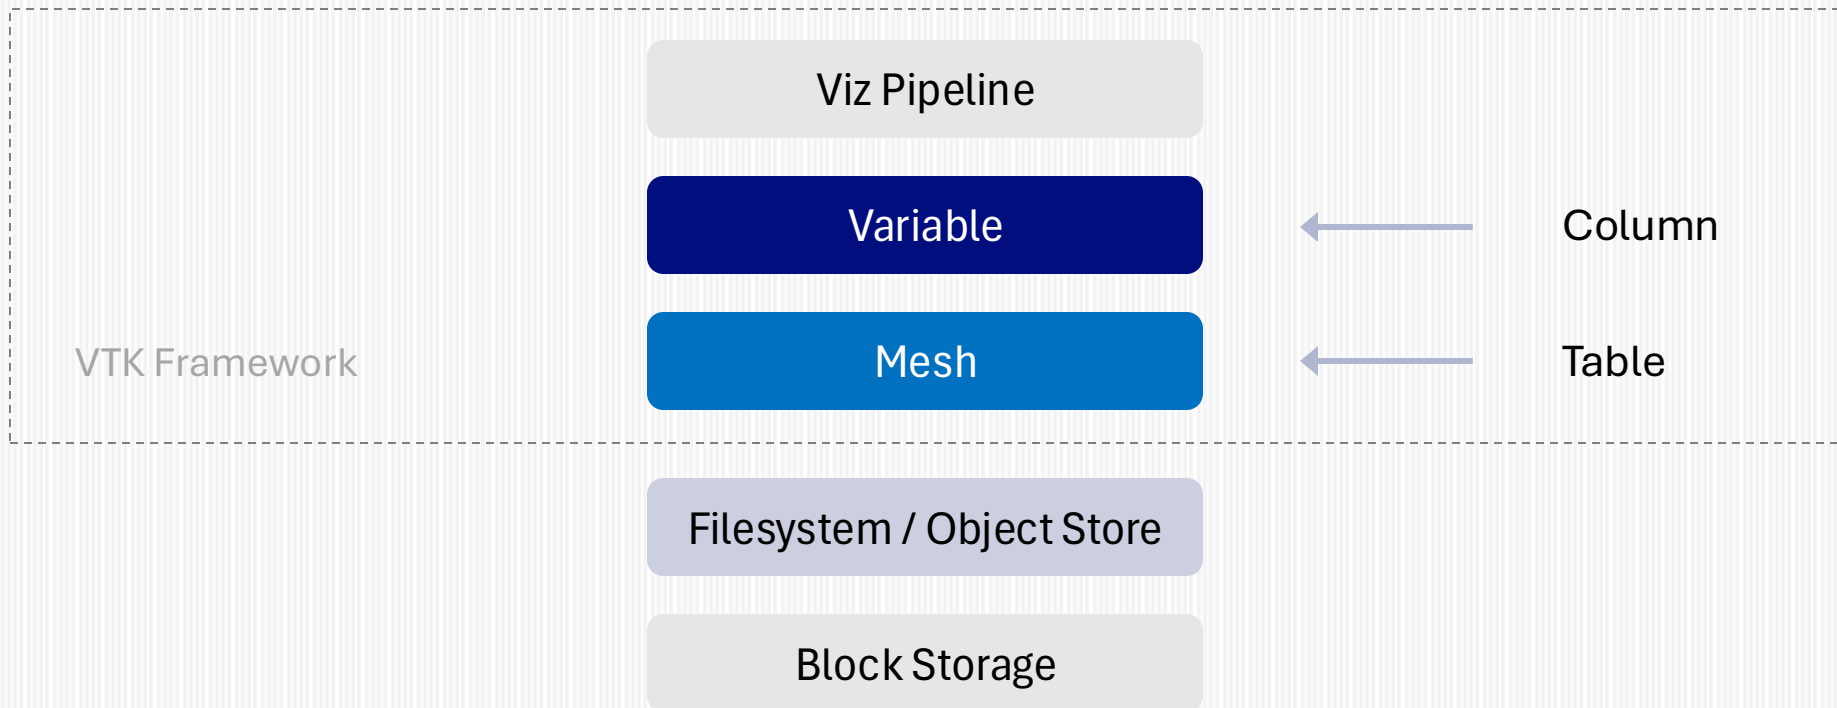 Viz Pipeline
Variable
Column
VTK Framework
Mesh
Table
Filesystem / Object Store
Block Storage